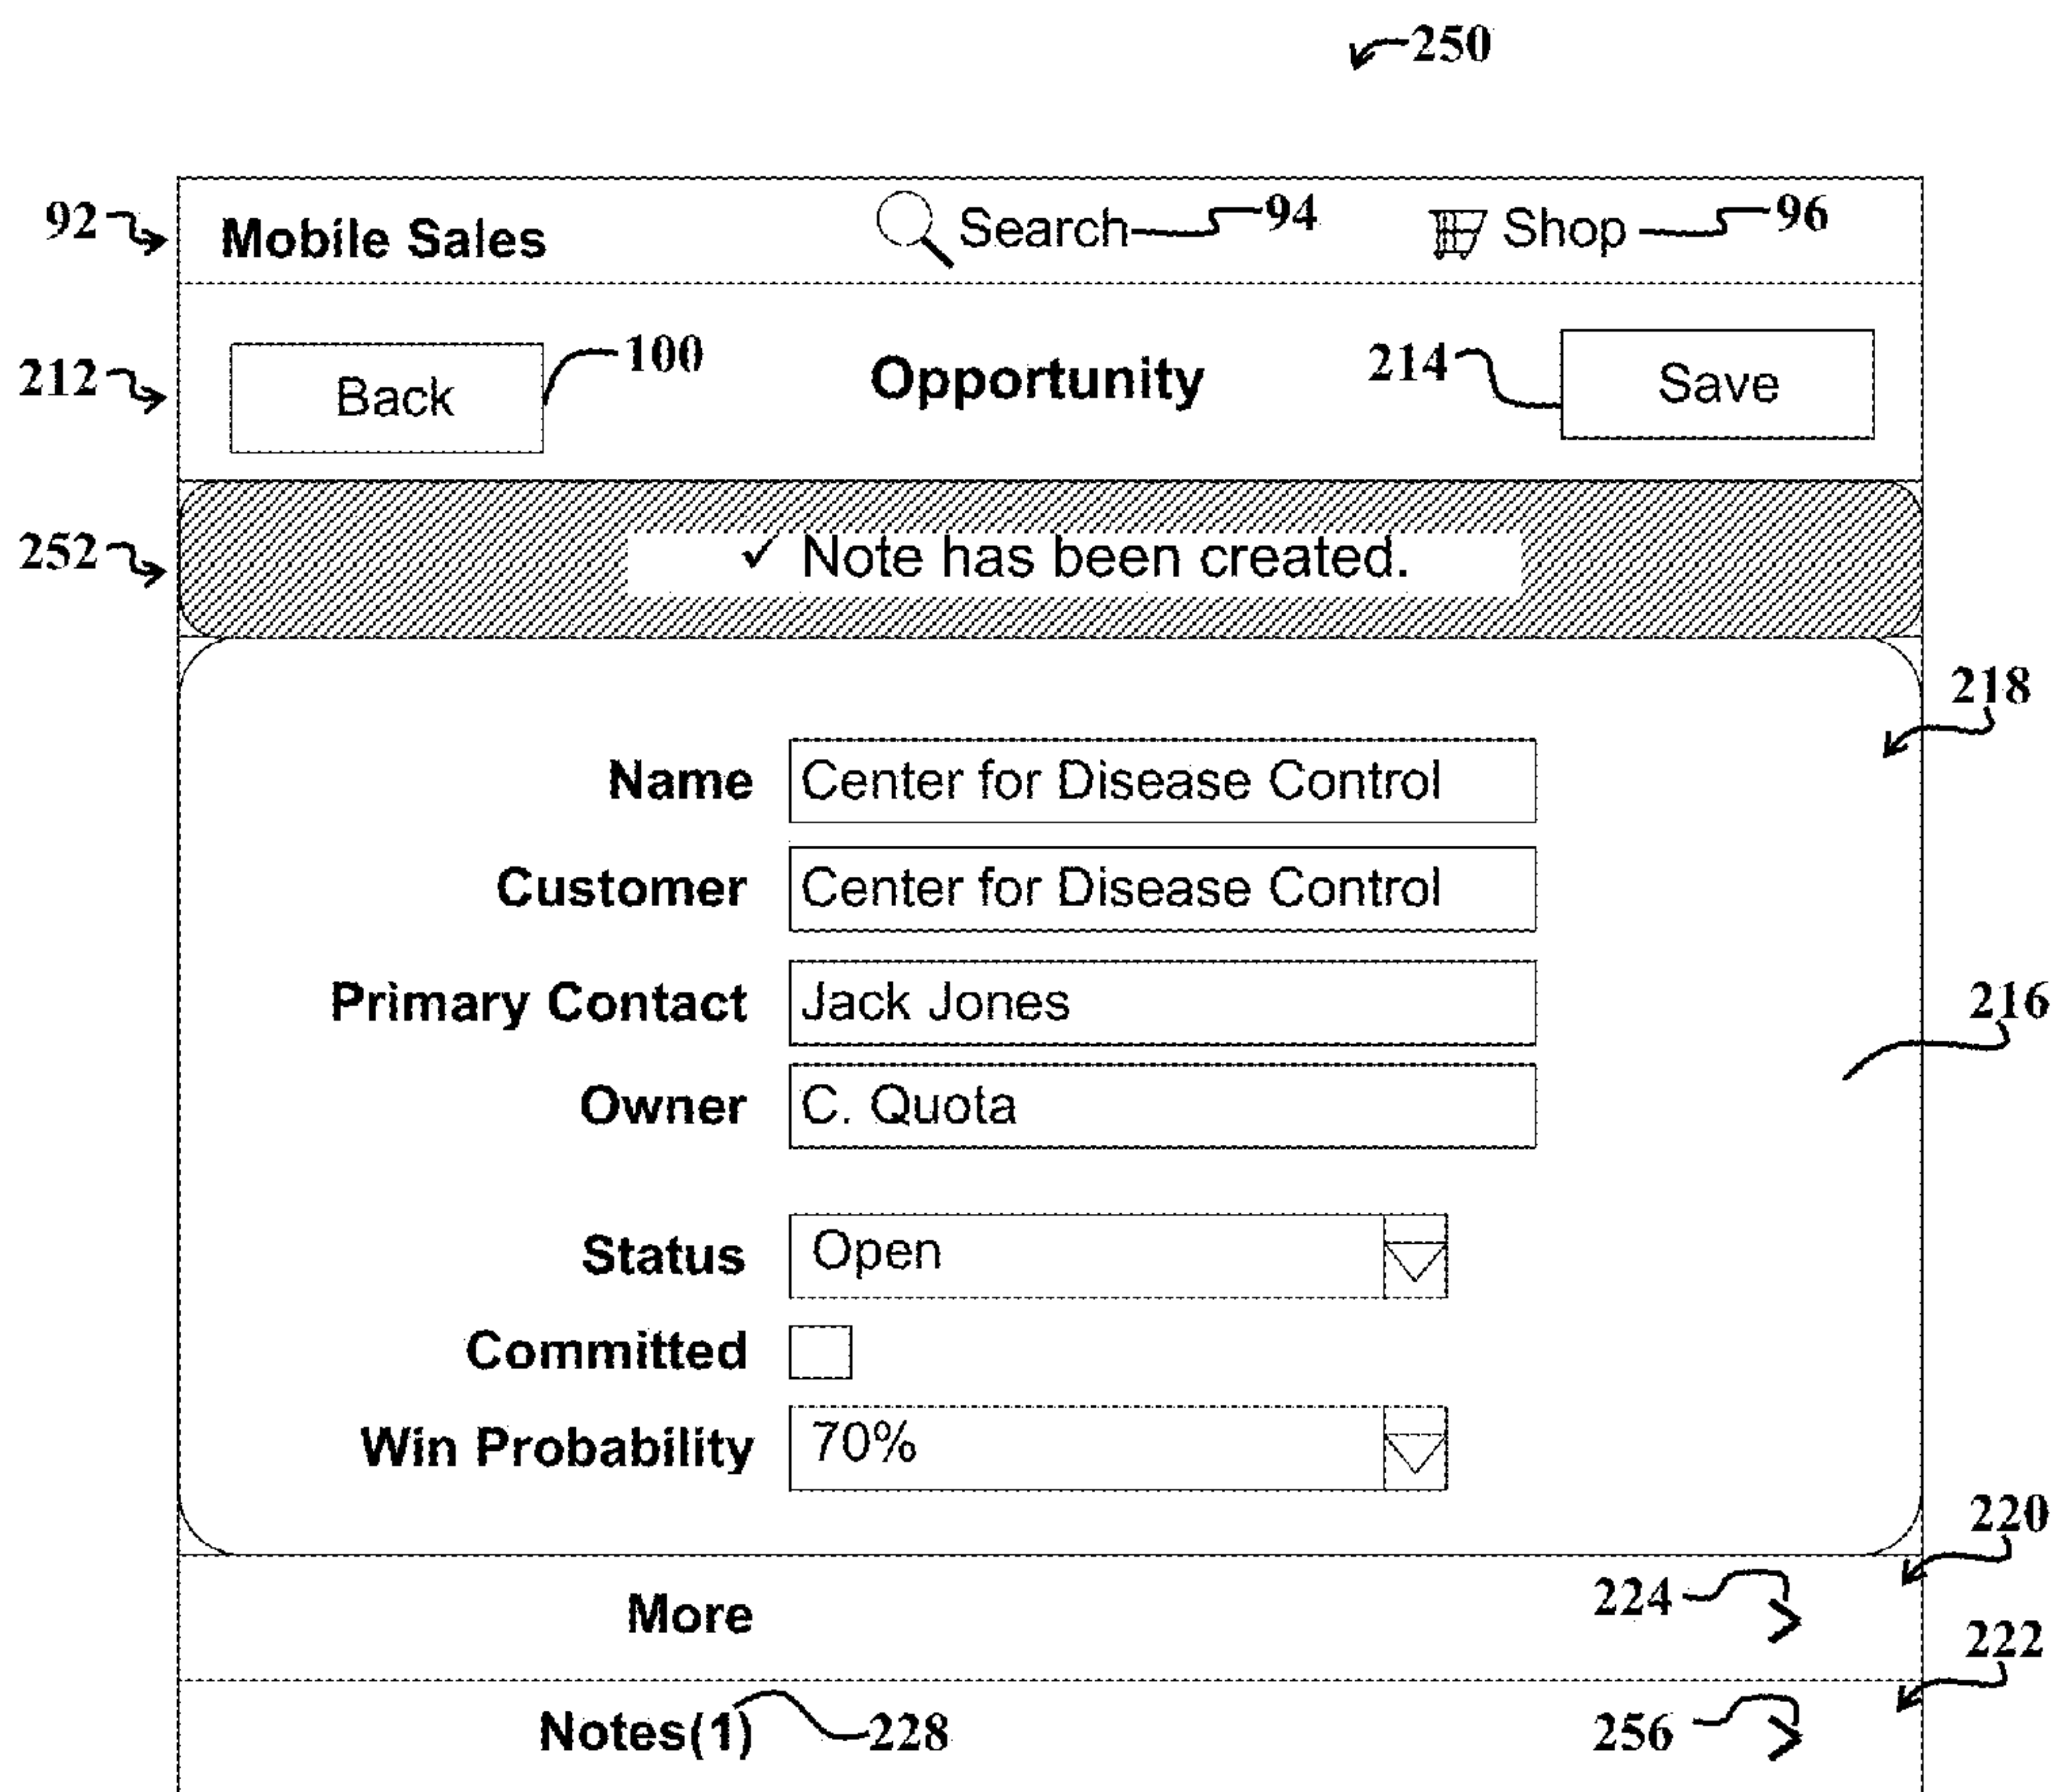 250
92 Mobile Sales Search 94 Shop 96
212 Back 100 Opportunity 214 Save
252 ✓ Note has been created.
218
Name Center for Disease Control
Customer Center for Disease Control
Primary Contact Jack Jones 216
Owner C. Quota
Status Open
Committed
Win Probability 70%
220
More 224 >
222
Notes(1) 228 256 >